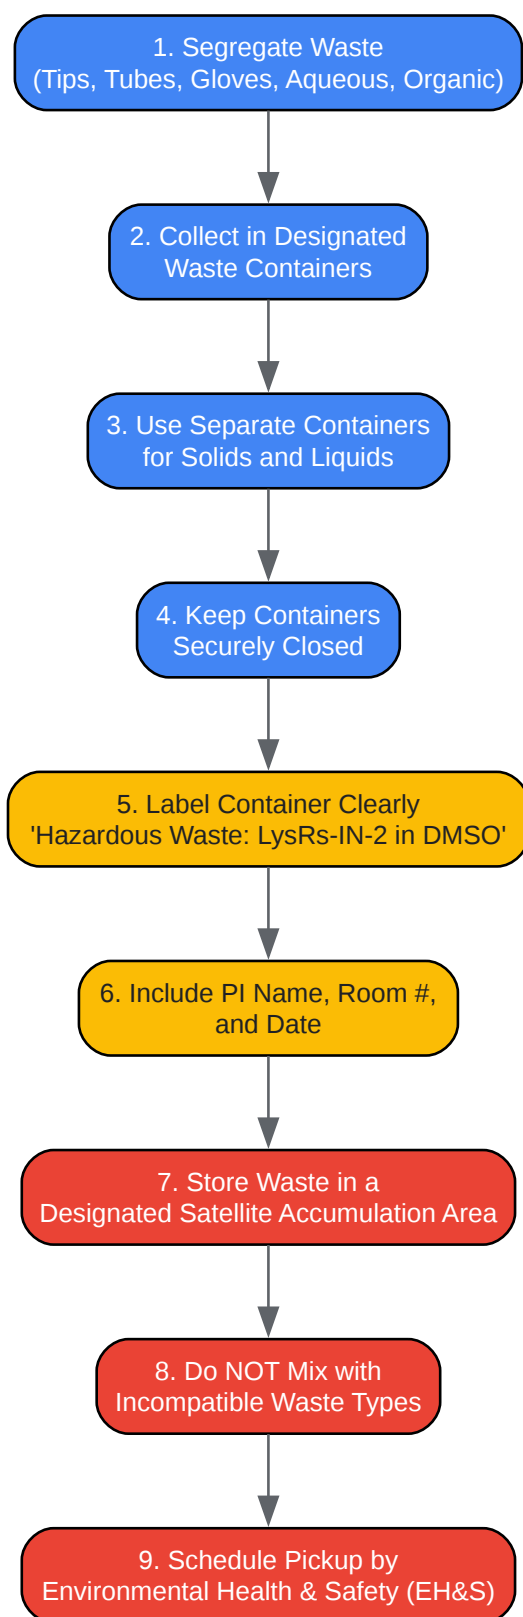 1. Segregate Waste
(Tips, Tubes, Gloves, Aqueous, Organic)
2. Collect in Designated
Waste Containers
3. Use Separate Containers
for Solids and Liquids
4. Keep Containers
Securely Closed
5. Label Container Clearly
'Hazardous Waste: LysRs-IN-2 in DMSO'
6. Include PI Name, Room #,
and Date
7. Store Waste in a
Designated Satellite Accumulation Area
8. Do NOT Mix with
Incompatible Waste Types
9. Schedule Pickup by
Environmental Health & Safety (EH&S)